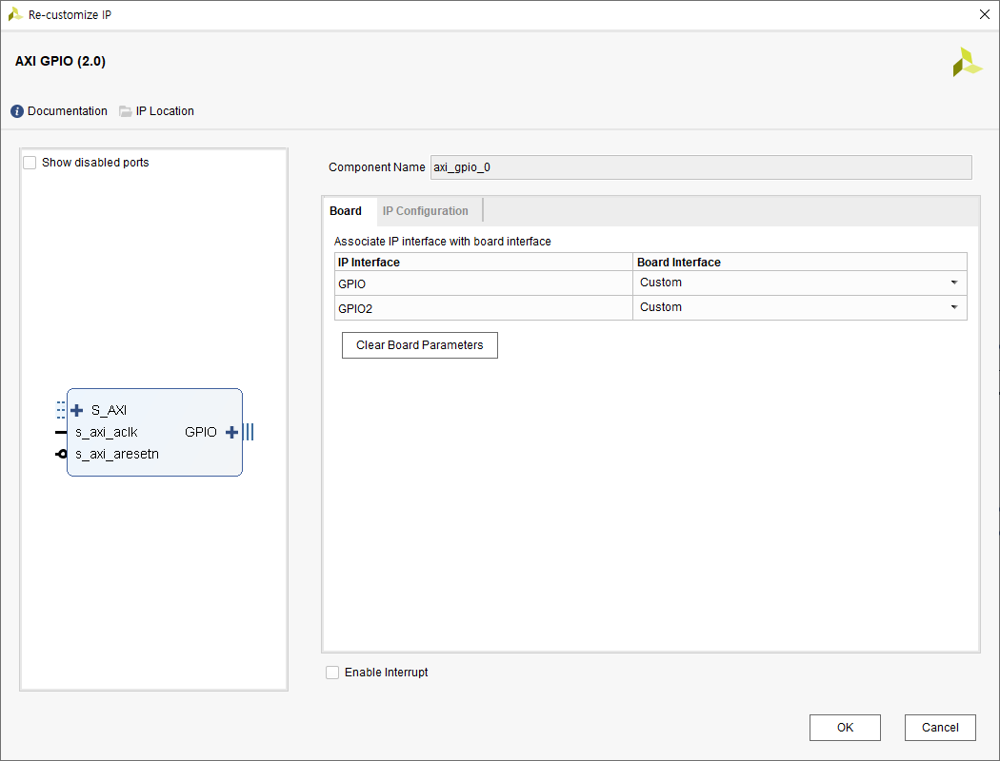 Re-customize IP
AXI GPIO (2.0)
Documentation IP Location
Show disabled ports
S_AXI
s_axi_aclk GPIO
s_axi_aresetn
Component Name axi_gpio_0
Board IP Configuration
Associate IP interface with board interface
IP Interface Board Interface
GPIO Custom
GPIO2 Custom
Clear Board Parameters
Enable Interrupt
OK Cancel